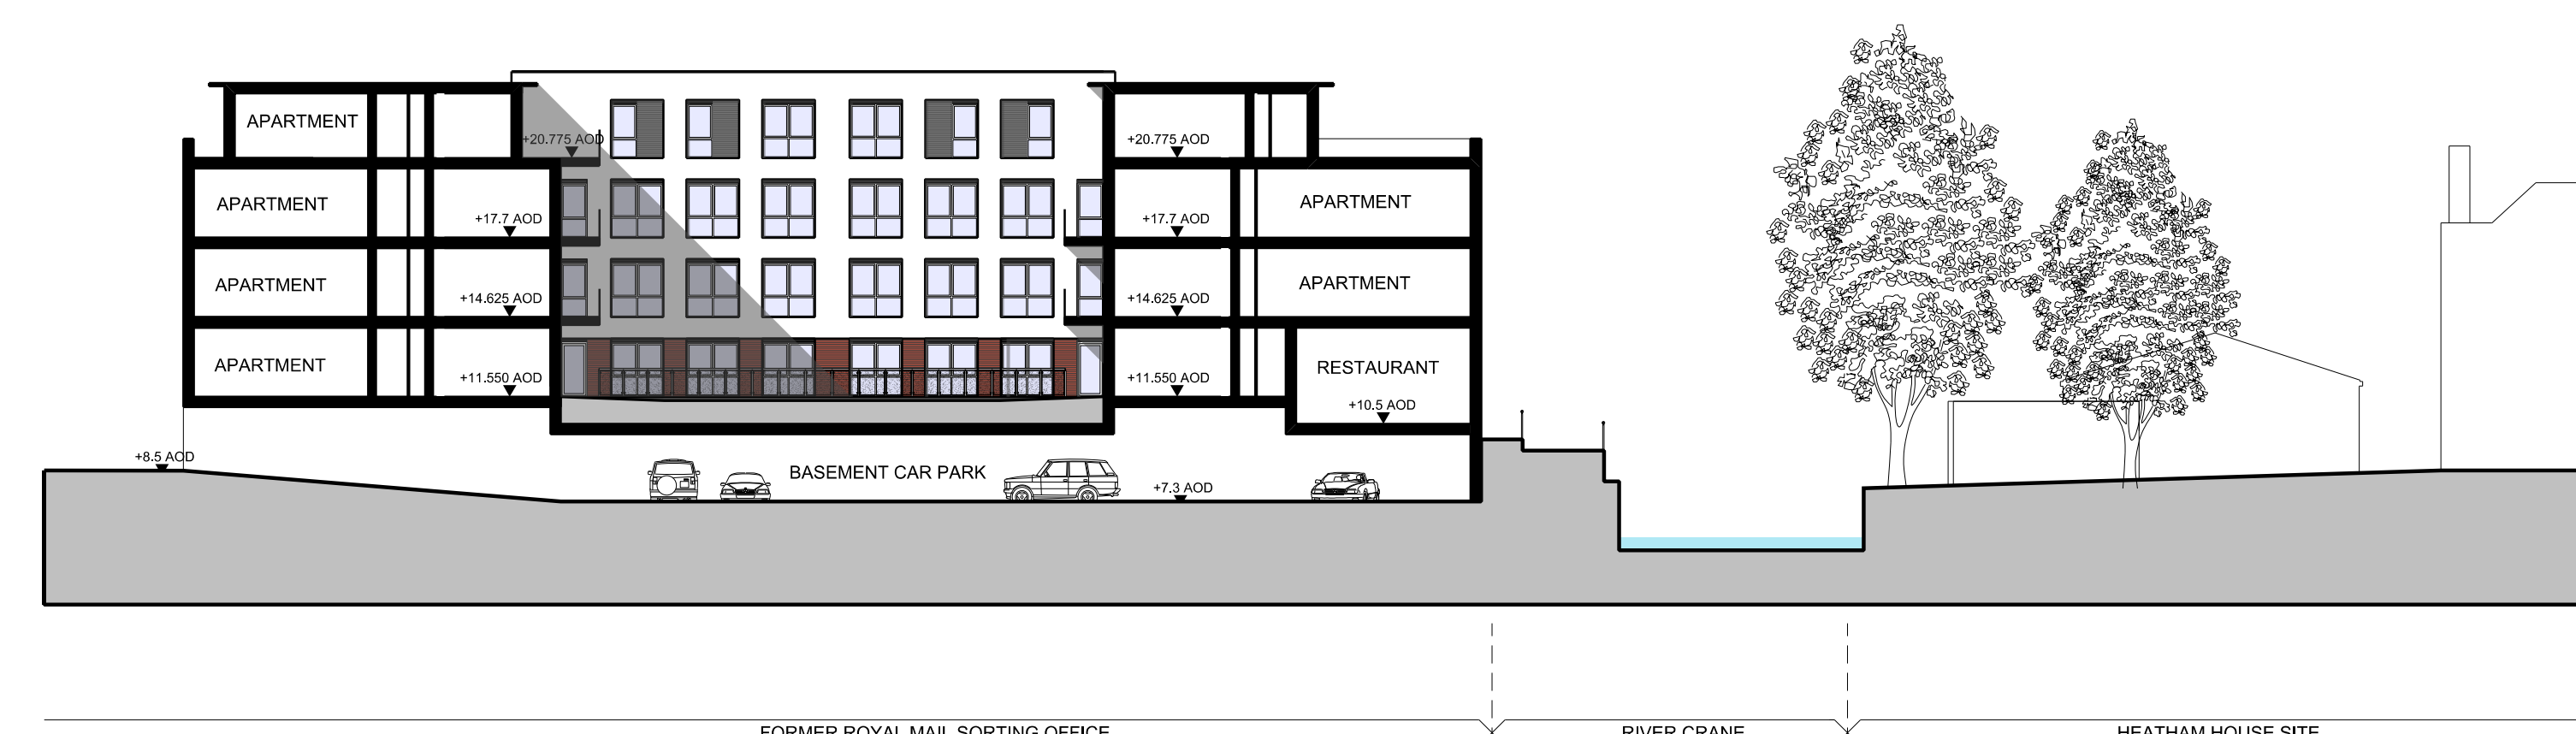 APARTMENT
+20.775 AOD
+20.775 AOD
APARTMENT
+17.7 AOD
+17.7 AOD
APARTMENT
APARTMENT
+14.625 AOD
+14.625 AOD
APARTMENT
APARTMENT
+11.550 AOD
+11.550 AOD
RESTAURANT
+10.5 AOD
+8.5 AOD
BASEMENT CAR PARK
+7.3 AOD
FORMER ROYAL MAIL SORTING OFFICE
RIVER CRANE
HEATHAM HOUSE SITE